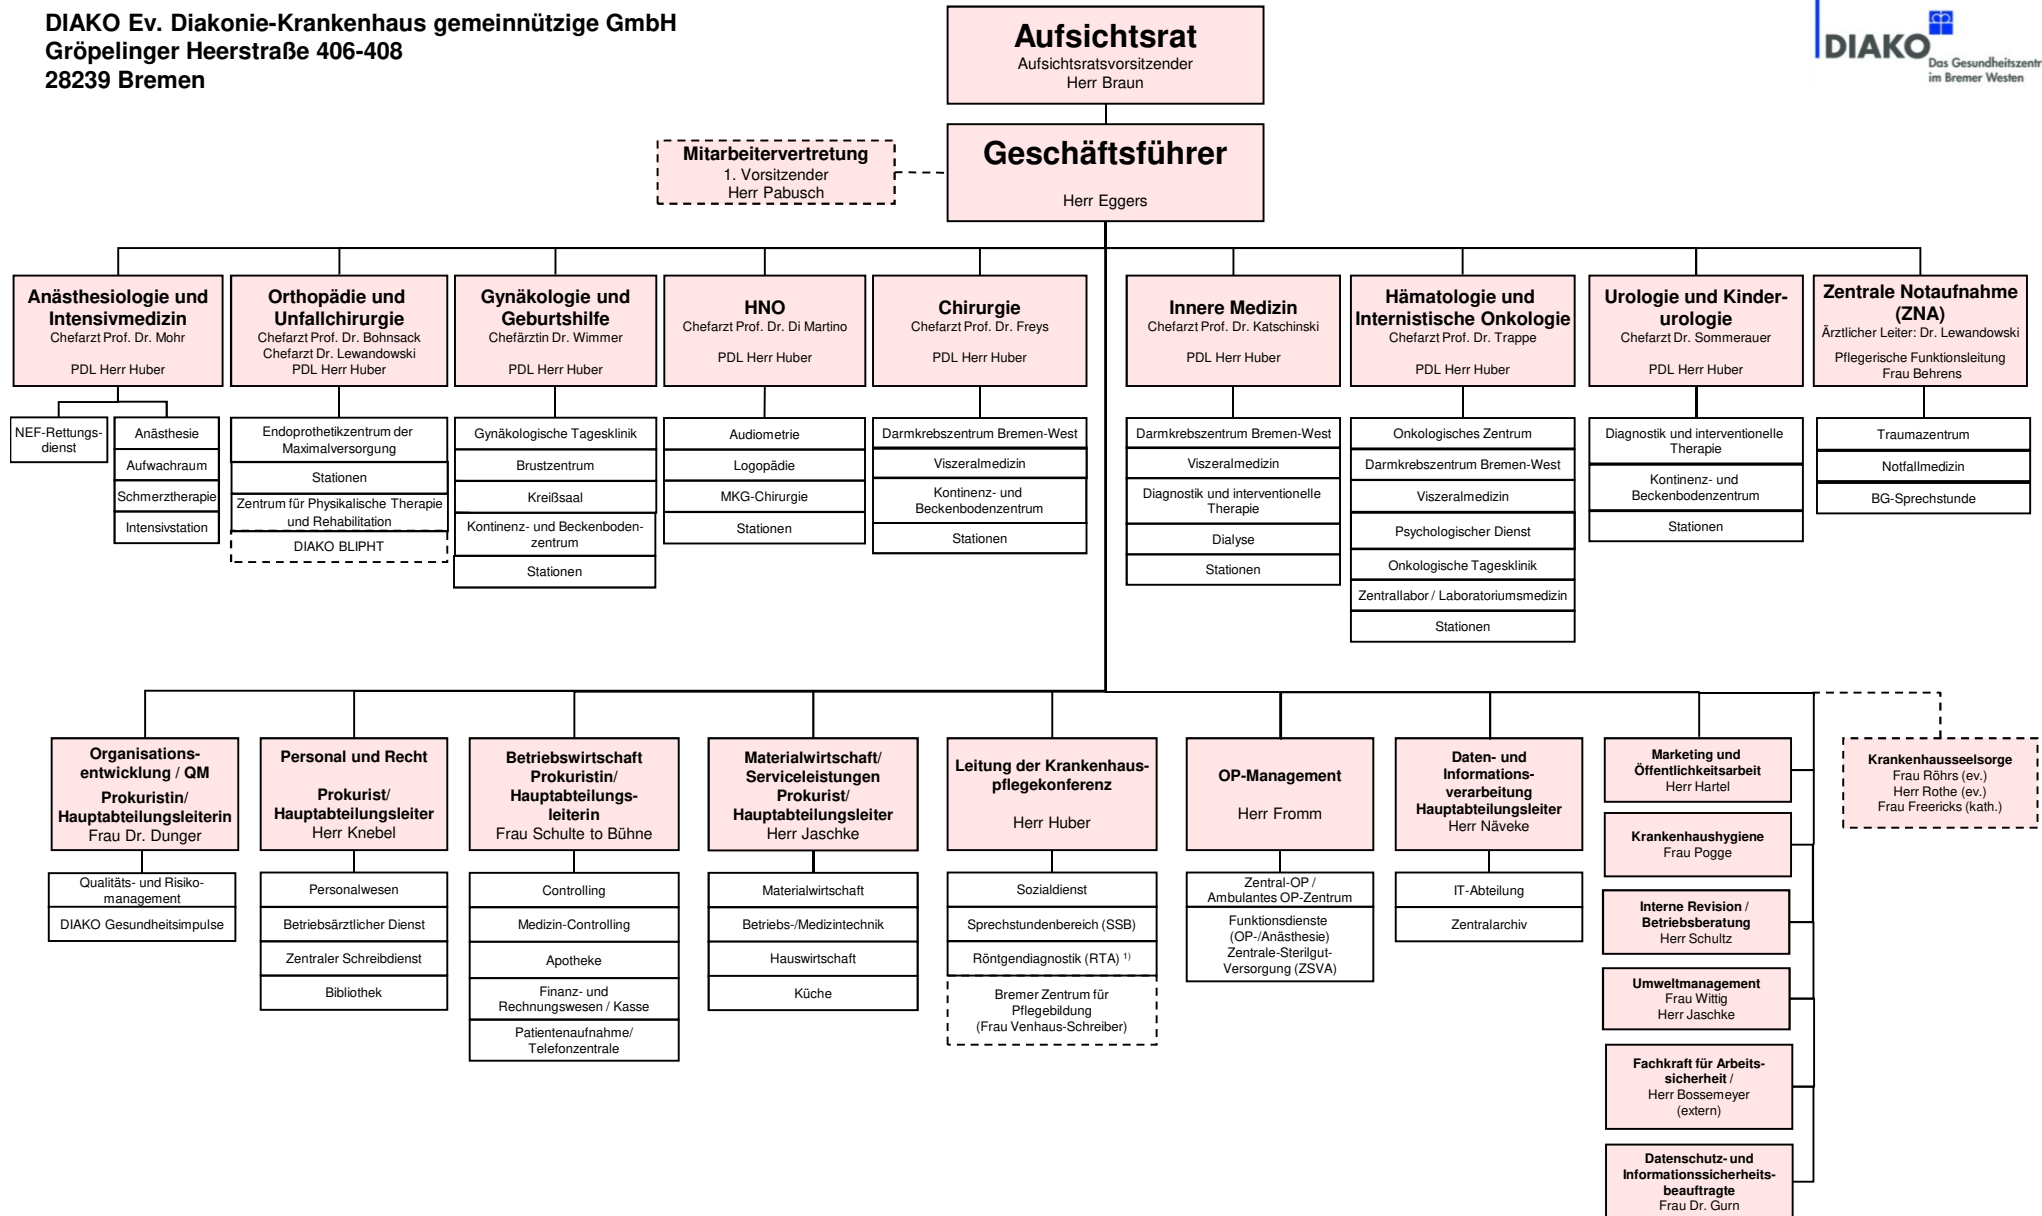 DIAKO Ev. Diakonie-Krankenhaus gemeinnützige GmbH
Gröpelinger Heerstraße 406-408
28239 Bremen
DIAKO
Das Gesundheitszentr
im Bremer Westen
Aufsichtsrat
Aufsichtsratsvorsitzender
Herr Braun
Mitarbeitervertretung
1. Vorsitzender
Herr Pabusch
Geschäftsführer
Herr Eggers
Anästhesiologie und
Intensivmedizin
Chefarzt Prof. Dr. Mohr
PDL Herr Huber
NEF-Rettungs-
dienst
Anästhesie
Aufwachraum
Schmerztherapie
Intensivstation
Orthopädie und
Unfallchirurgie
Chefarzt Prof. Dr. Bohnsack
Chefarzt Dr. Lewandowski
PDL Herr Huber
Endoprothetikzentrum der
Maximalversorgung
Stationen
Zentrum für Physikalische Therapie
und Rehabilitation
DIAKO BLIPHT
Gynäkologie und
Geburtshilfe
Chefärztin Dr. Wimmer
PDL Herr Huber
Gynäkologische Tagesklinik
Brustzentrum
Kreißsaal
Kontinenz- und Beckenboden-
zentrum
Stationen
HNO
Chefarzt Prof. Dr. Di Martino
PDL Herr Huber
Audiometrie
Logopädie
MKG-Chirurgie
Stationen
Chirurgie
Chefarzt Prof. Dr. Freys
PDL Herr Huber
Darmkrebszentrum Bremen-West
Viszeralmedizin
Kontinenz- und
Beckenbodenzentrum
Stationen
Innere Medizin
Chefarzt Prof. Dr. Katschinski
PDL Herr Huber
Darmkrebszentrum Bremen-West
Viszeralmedizin
Diagnostik und interventionelle
Therapie
Dialyse
Stationen
Hämatologie und
Internistische Onkologie
Chefarzt Prof. Dr. Trappe
PDL Herr Huber
Onkologisches Zentrum
Darmkrebszentrum Bremen-West
Viszeralmedizin
Psychologischer Dienst
Onkologische Tagesklinik
Zentrallabor / Laboratoriumsmedizin
Stationen
Urologie und Kinder-
urologie
Chefarzt Dr. Sommerauer
PDL Herr Huber
Diagnostik und interventionelle
Therapie
Kontinenz- und
Beckenbodenzentrum
Stationen
Zentrale Notaufnahme
(ZNA)
Ärztlicher Leiter: Dr. Lewandowski
Pflegerische Funktionsleitung
Frau Behrens
Traumazentrum
Notfallmedizin
BG-Sprechstunde
Organisations-
entwicklung / QM
Prokuristin/
Hauptabteilungsleiterin
Frau Dr. Dunger
Qualitäts- und Risiko-
management
DIAKO Gesundheitsimpulse
Personal und Recht
Prokurist/
Hauptabteilungsleiter
Herr Knebel
Personalwesen
Betriebsärztlicher Dienst
Zentraler Schreibdienst
Bibliothek
Betriebswirtschaft
Prokuristin/
Hauptabteilungs-
leiterin
Frau Schulte to Bühne
Controlling
Medizin-Controlling
Apotheke
Finanz- und
Rechnungswesen / Kasse
Patientenaufnahme/
Telefonzentrale
Materialwirtschaft/
Serviceleistungen
Prokurist/
Hauptabteilungsleiter
Herr Jaschke
Materialwirtschaft
Betriebs-/Medizintechnik
Hauswirtschaft
Küche
Leitung der Krankenhaus-
pflegekonferenz
Herr Huber
Sozialdienst
Sprechstundenbereich (SSB)
Röntgendiagnostik (RTA) 1)
Bremer Zentrum für
Pflegebildung
(Frau Venhaus-Schreiber)
OP-Management
Herr Fromm
Zentral-OP /
Ambulantes OP-Zentrum
Funktionsdienste
(OP-/Anästhesie)
Zentrale-Sterilgut-
Versorgung (ZSVA)
Daten- und
Informations-
verarbeitung
Hauptabteilungsleiter
Herr Näveke
IT-Abteilung
Zentralarchiv
Marketing und
Öffentlichkeitsarbeit
Herr Hartel
Krankenhaushygiene
Frau Pogge
Interne Revision /
Betriebsberatung
Herr Schultz
Umweltmanagement
Frau Wittig
Herr Jaschke
Fachkraft für Arbeits-
sicherheit /
Herr Bossemeyer
(extern)
Datenschutz- und
Informationssicherheits-
beauftragte
Frau Dr. Gurn
Krankenhausseelsorge
Frau Röhrs (ev.)
Herr Rothe (ev.)
Frau Freericks (kath.)